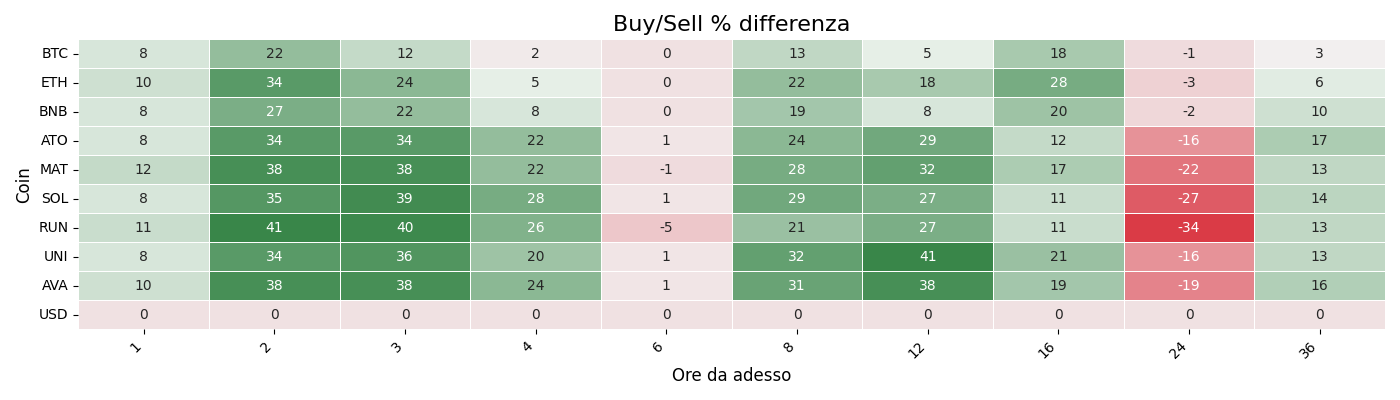 Buy/Sell % differenza
Coin
BTC 8 22 12 2 0 13 5 18 -1 3
ETH 10 34 24 5 0 22 18 28 -3 6
BNB 8 27 22 8 0 19 8 20 -2 10
ATO 8 34 34 22 1 24 29 12 -16 17
MAT 12 38 38 22 -1 28 32 17 -22 13
SOL 8 35 39 28 1 29 27 11 -27 14
RUN 11 41 40 26 -5 21 27 11 -34 13
UNI 8 34 36 20 1 32 41 21 -16 13
AVA 10 38 38 24 1 31 38 19 -19 16
USD 0 0 0 0 0 0 0 0 0 0
1 2 3 4 6 8 12 16 24 36
Ore da adesso